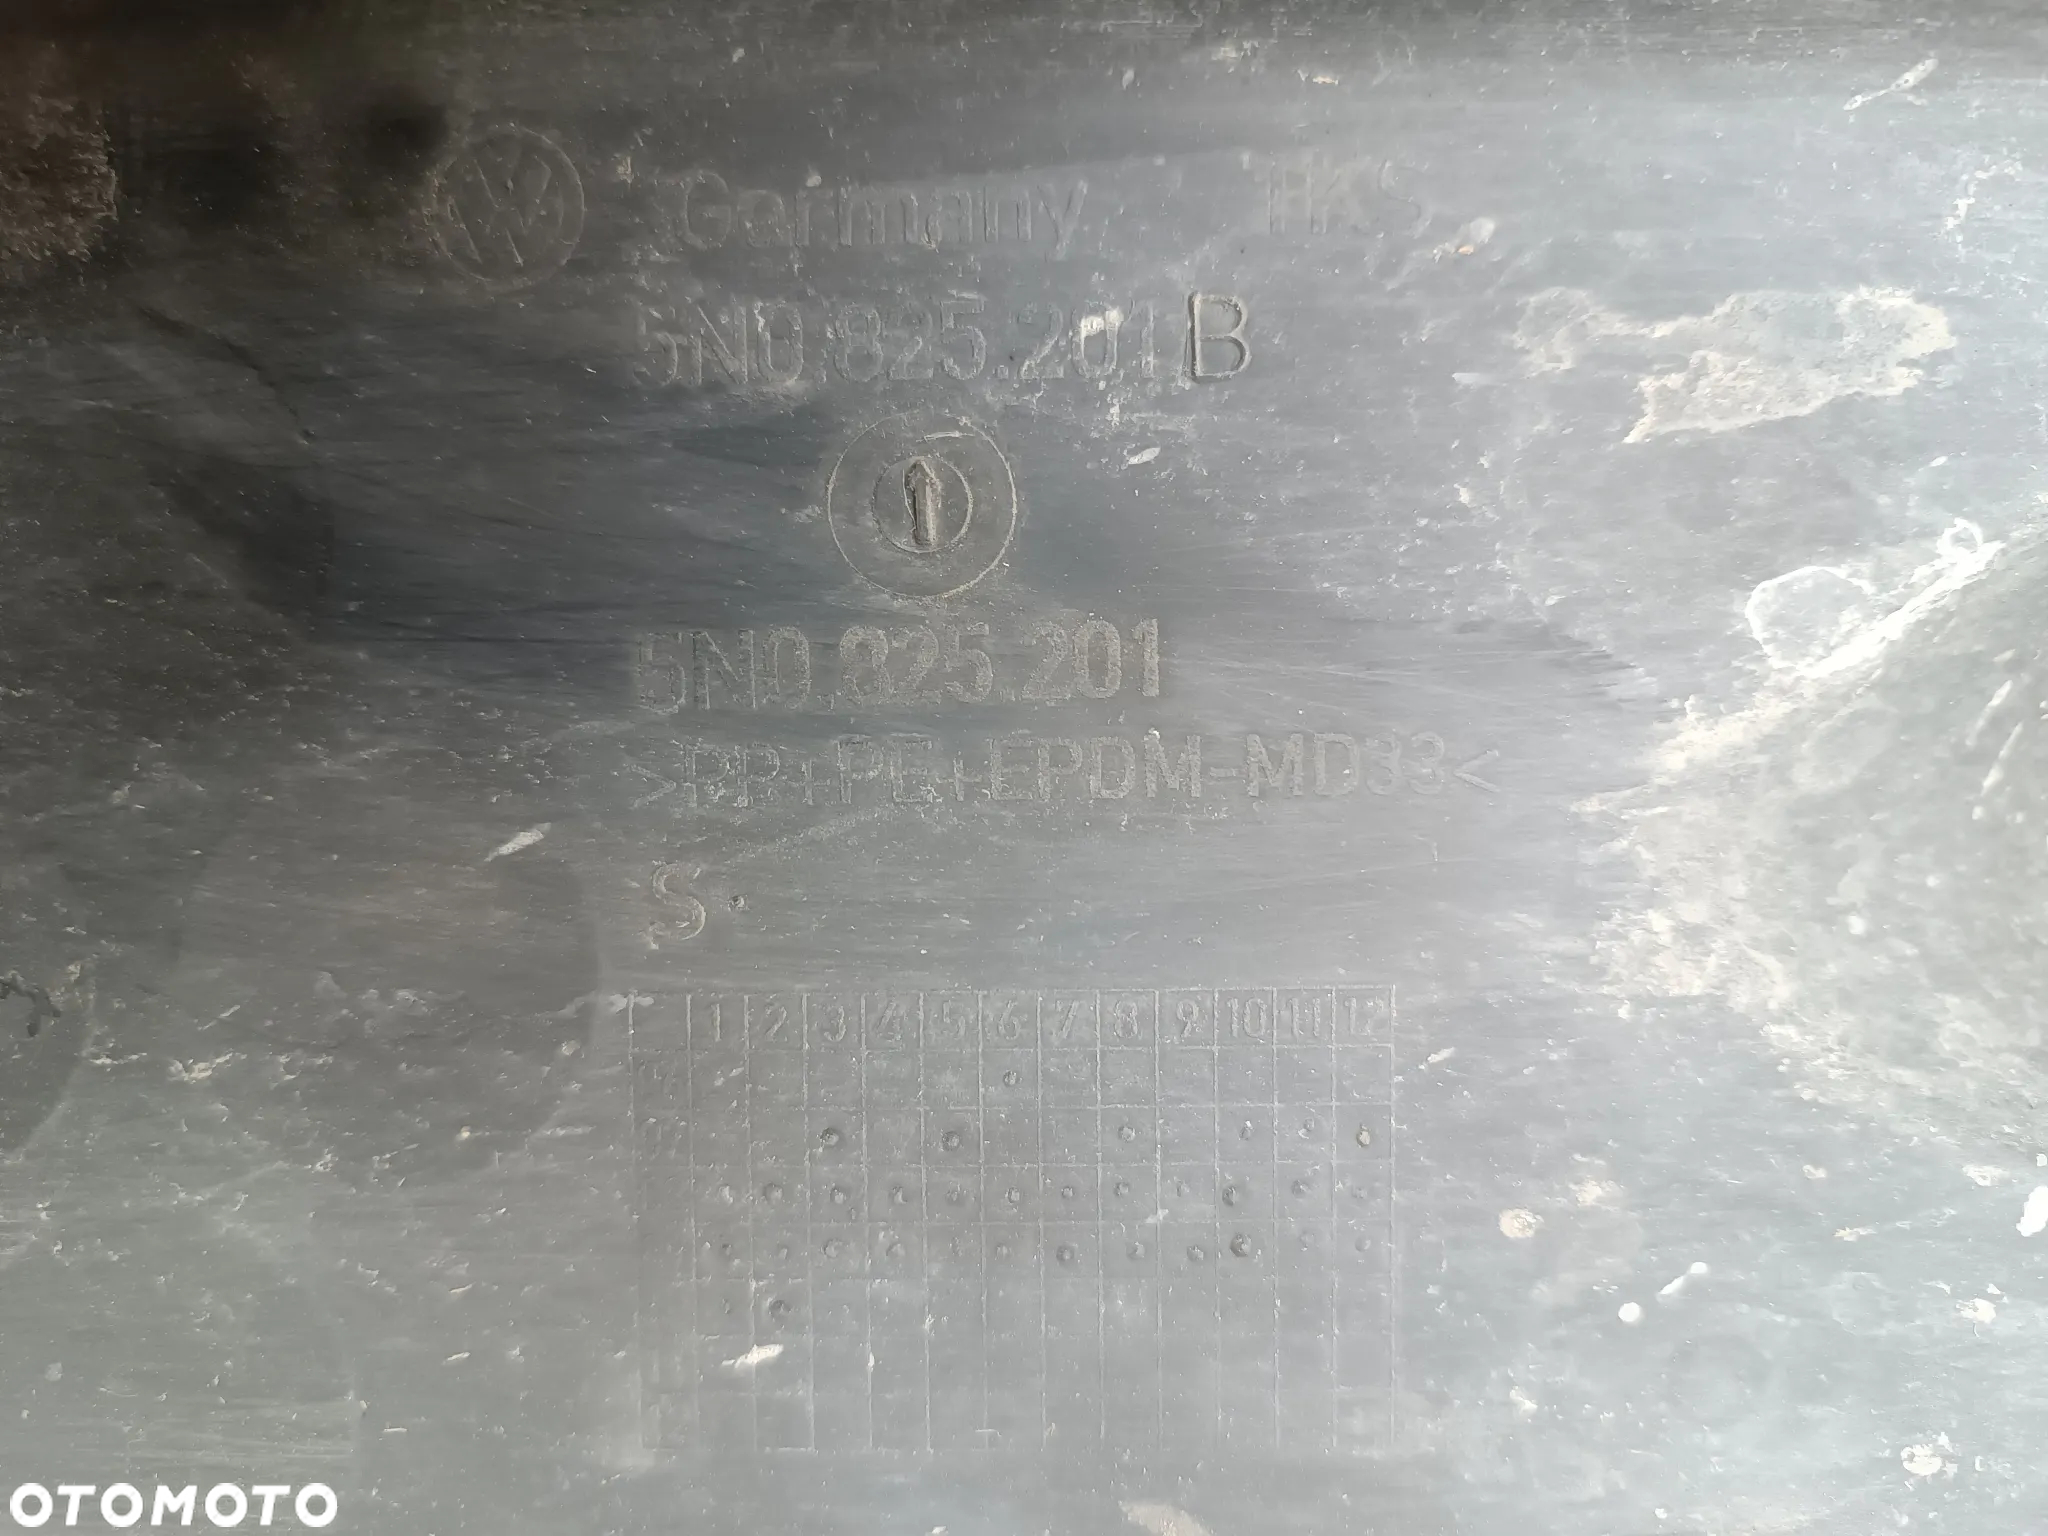 Germany HKS
5N0.825.201 B
5N0.825.201
>PP+PE+EPDM-MD33<
S
1 2 3 4 5 6 7 8 9 10 11 12
OTOMOTO